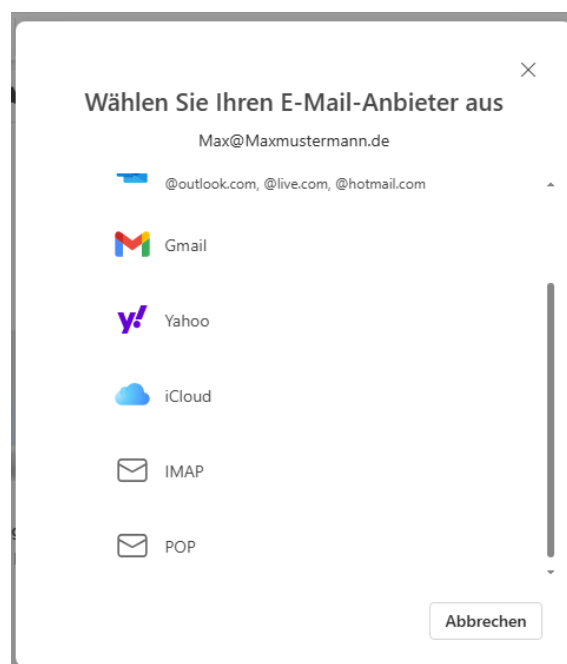 Wählen Sie Ihren E-Mail-Anbieter aus
Max@Maxmustermann.de
@outlook.com, @live.com, @hotmail.com
Gmail
Yahoo
iCloud
IMAP
POP
Abbrechen